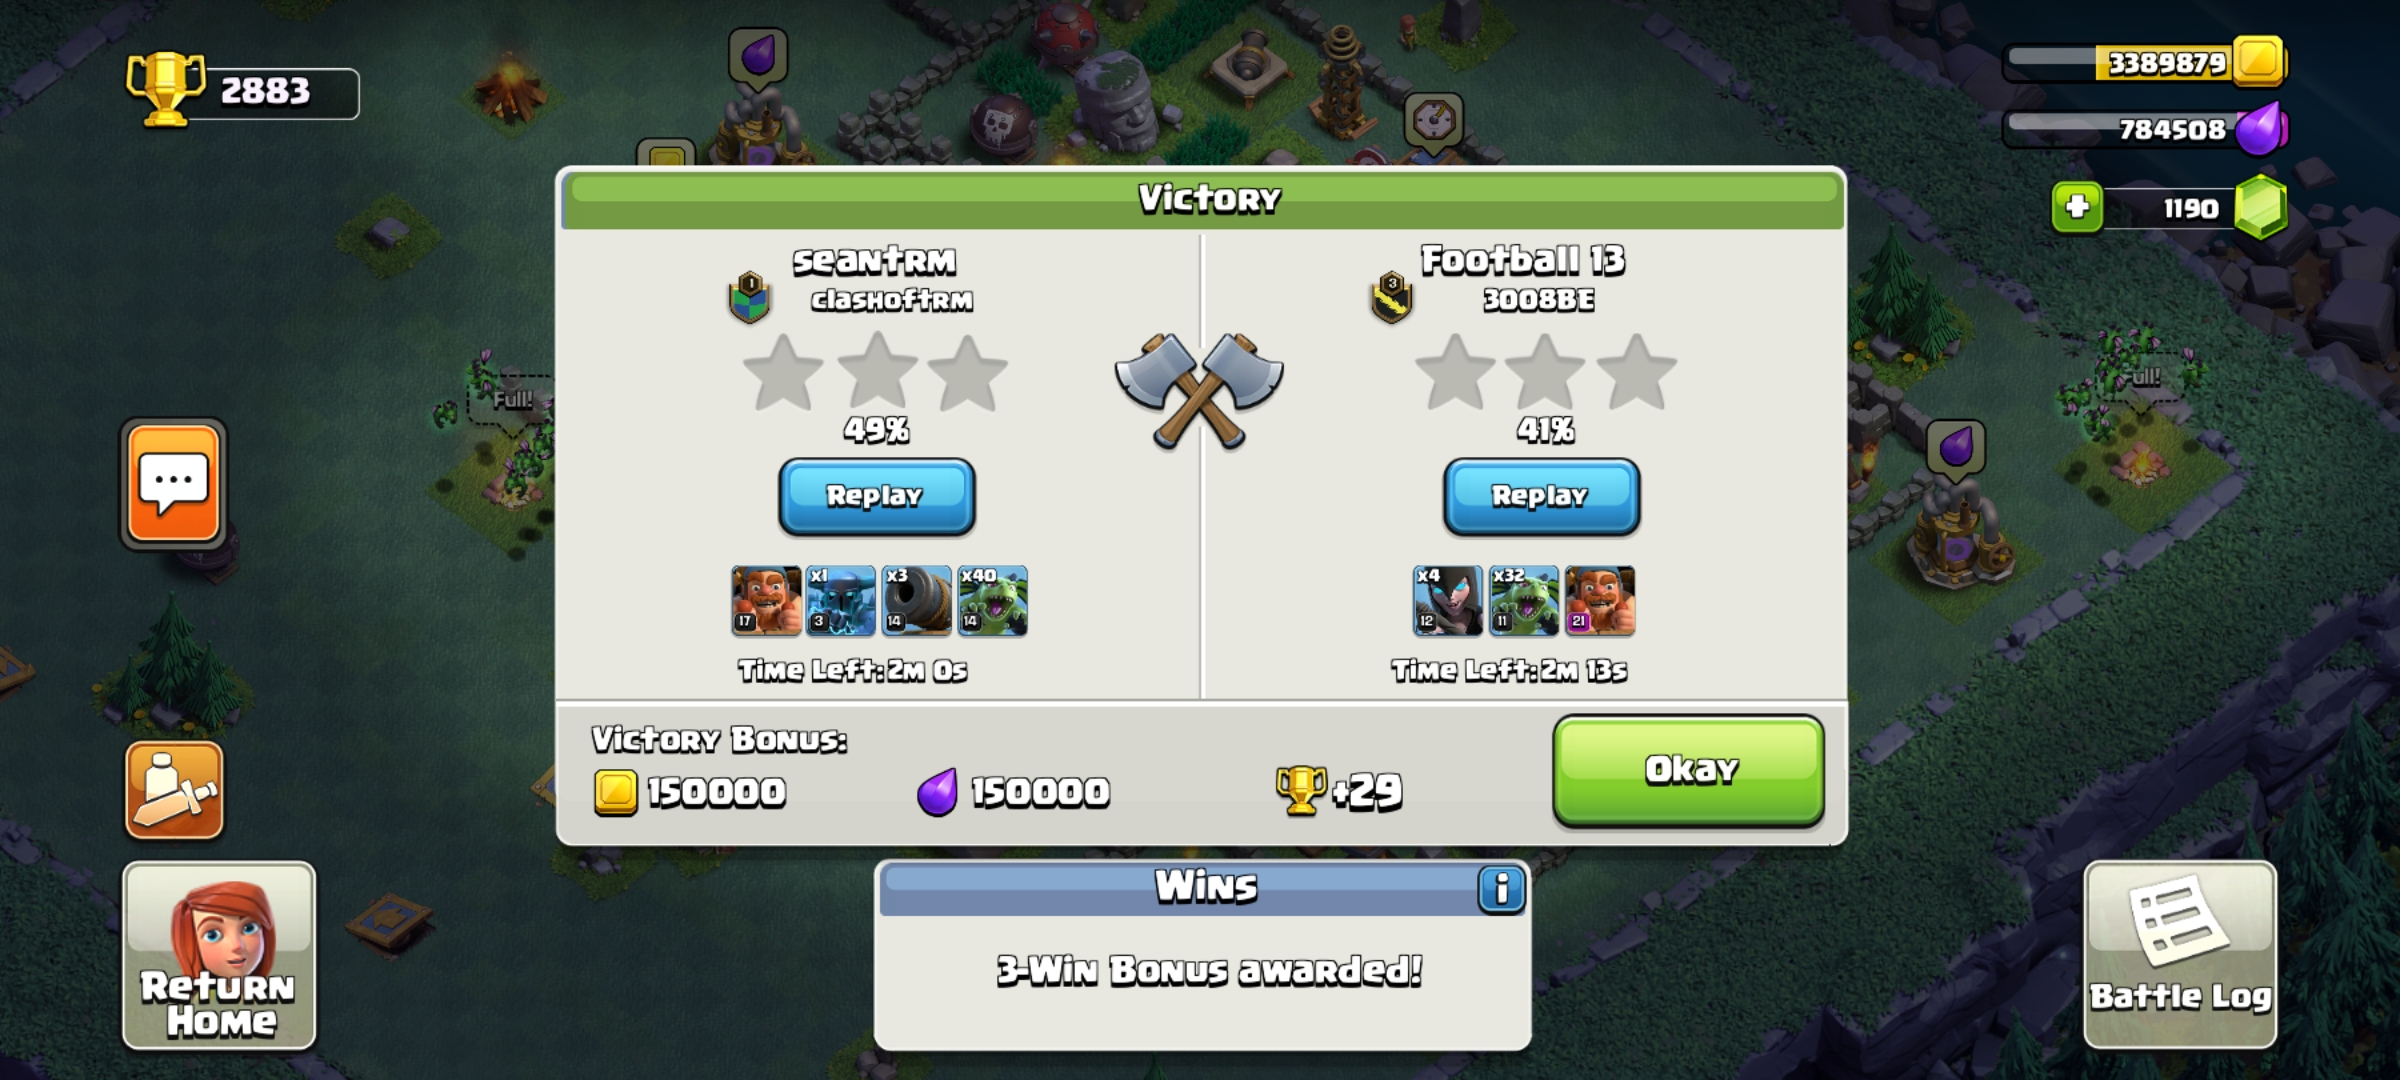 2883
3389879
784508
1190
Victory
seantrm
clashoftrm
49%
Replay
17
x1
3
x3
14
x40
14
Time Left: 2m 0s
Football 13
3008BE
41%
Replay
x4
12
x32
11
21
Time Left: 2m 13s
1
3
Full!
Full!
Victory Bonus:
150000
150000
+29
Okay
Wins
i
3-Win Bonus awarded!
Return
Home
Battle Log